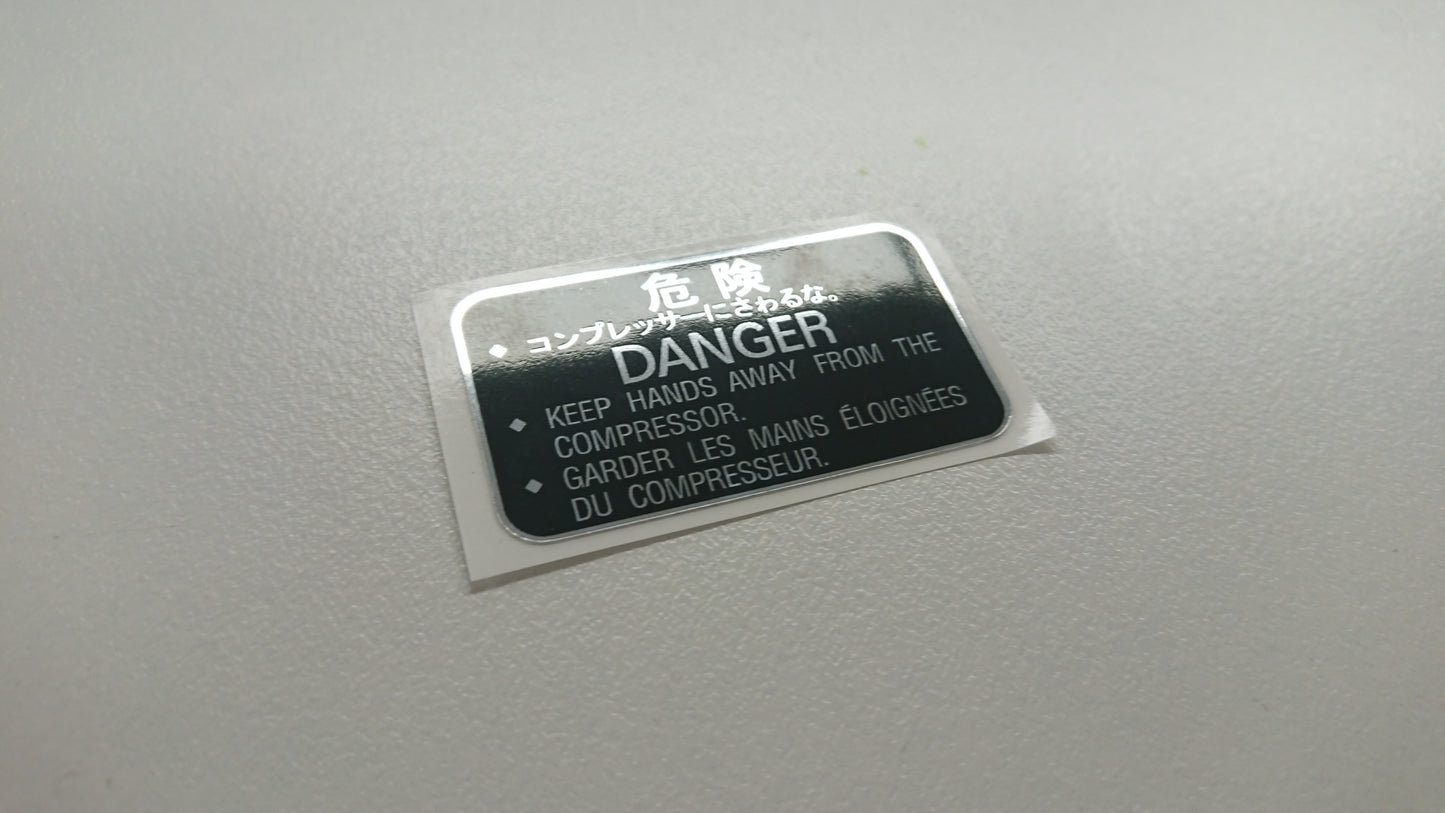 危険
◆ コンプレッサーにさわるな。
DANGER
◆ KEEP HANDS AWAY FROM THE
COMPRESSOR.
◆ GARDER LES MAINS ÉLOIGNÉES
DU COMPRESSEUR.